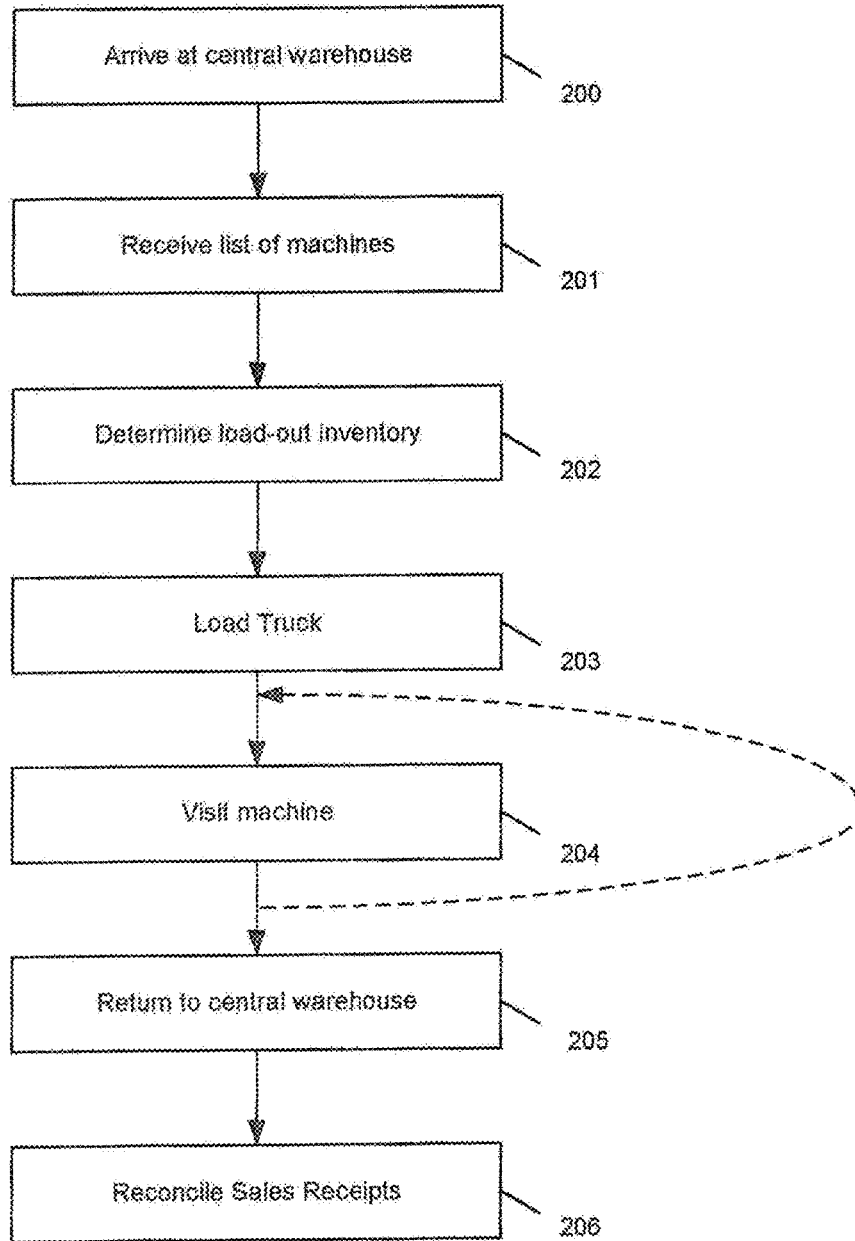 Arrive at central warehouse
200
Receive list of machines
201
Determine load-out inventory
202
Load Truck
203
Visit machine
204
Return to central warehouse
205
Reconcile Sales Receipts
206